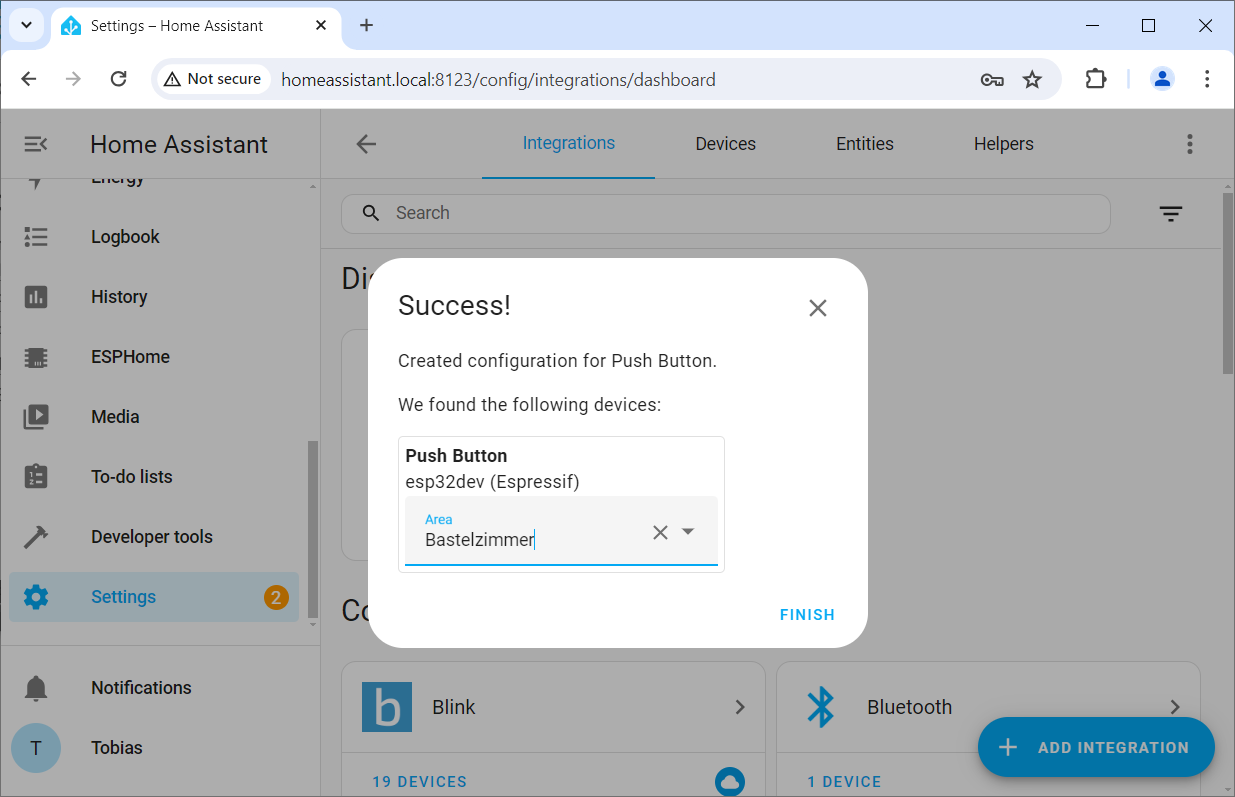 Settings – Home Assistant
Not secure
homeassistant.local:8123/config/integrations/dashboard
Home Assistant
Integrations
Devices
Entities
Helpers
Energy
Logbook
History
ESPHome
Media
To-do lists
Developer tools
Settings
2
Notifications
T
Tobias
Search
Di
Success!
Created configuration for Push Button.
We found the following devices:
Push Button
esp32dev (Espressif)
Area
Bastelzimmer
FINISH
Co
b
Blink
Bluetooth
19 DEVICES
1 DEVICE
ADD INTEGRATION